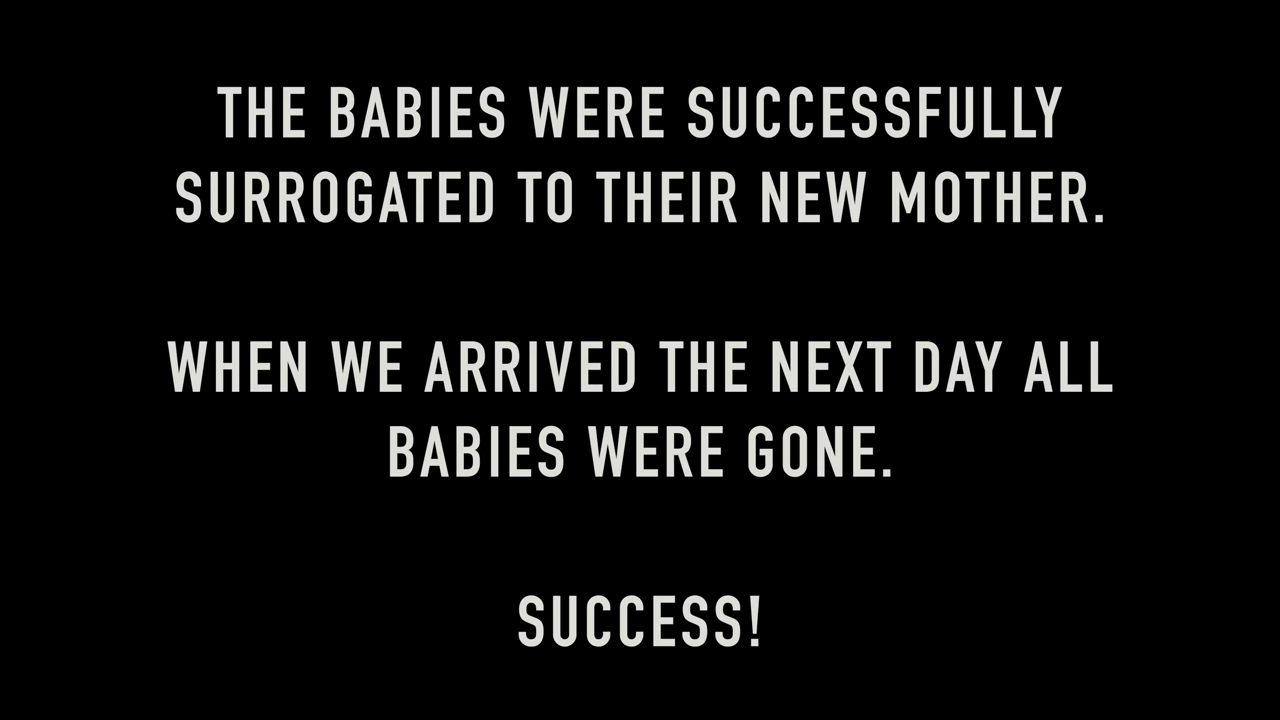 THE BABIES WERE SUCCESSFULLY
SURROGATED TO THEIR NEW MOTHER.
WHEN WE ARRIVED THE NEXT DAY ALL
BABIES WERE GONE.
SUCCESS!